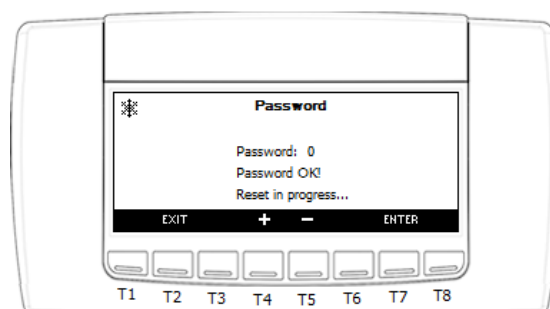 Password
Password: 0
Password OK!
Reset in progress...
EXIT + − ENTER
T1 T2 T3 T4 T5 T6 T7 T8